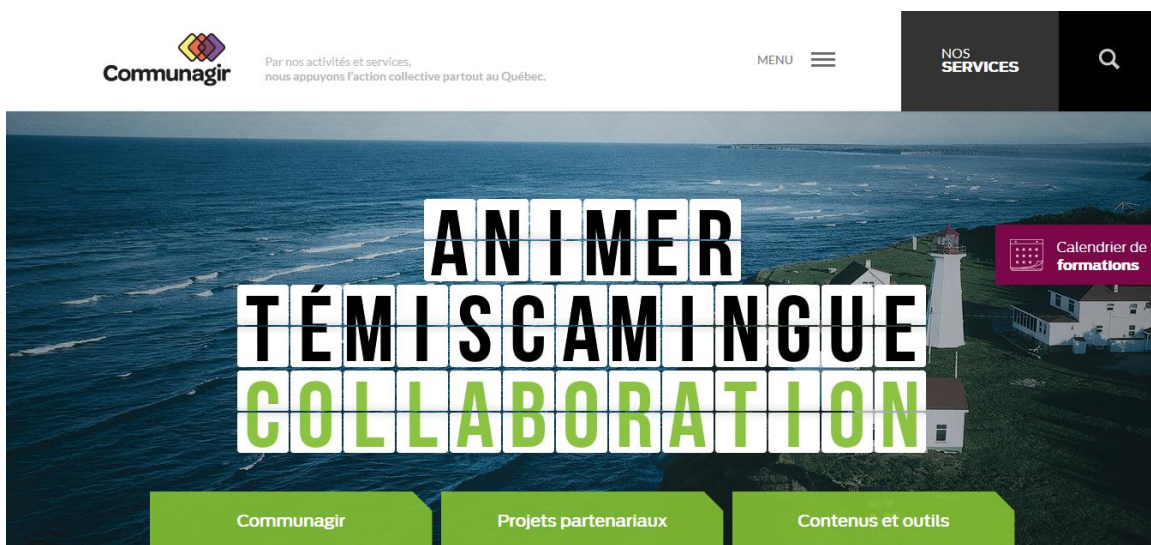 Communagir
Par nos activités et services,
nous appuyons l'action collective partout au Québec.
MENU
NOS
SERVICES
ANIMER
TÉMISCAMINGUE
COLLABORATION
Calendrier de
formations
Communagir
Projets partenariaux
Contenus et outils